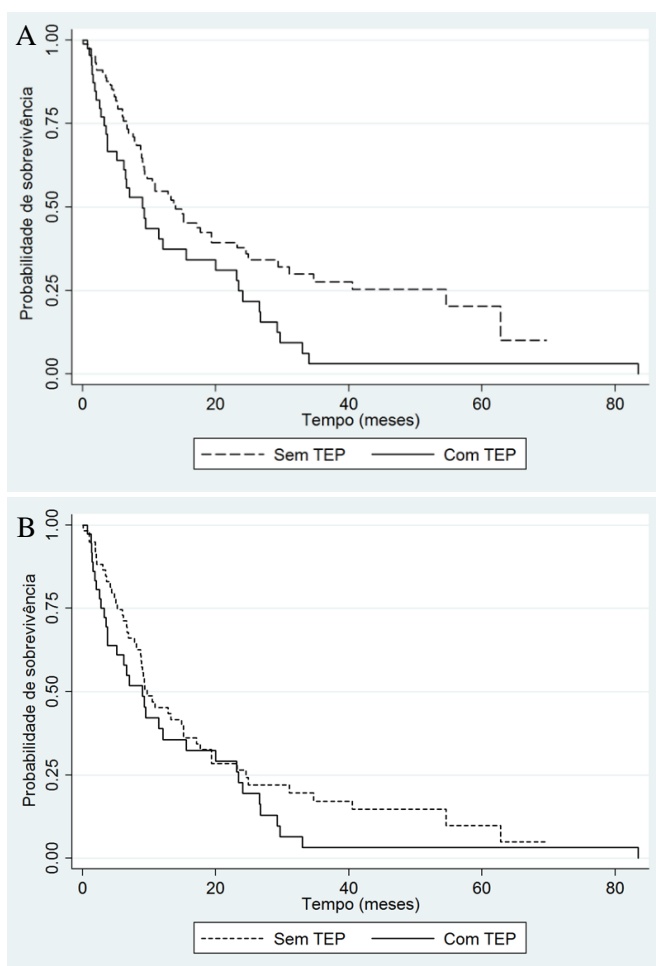 A
Probabilidade de sobrevivência
1.00
0.75
0.50
0.25
0.00
0 20 40 60 80
Tempo (meses)
Sem TEP Com TEP
B
Probabilidade de sobrevivência
1.00
0.75
0.50
0.25
0.00
0 20 40 60 80
Tempo (meses)
Sem TEP Com TEP